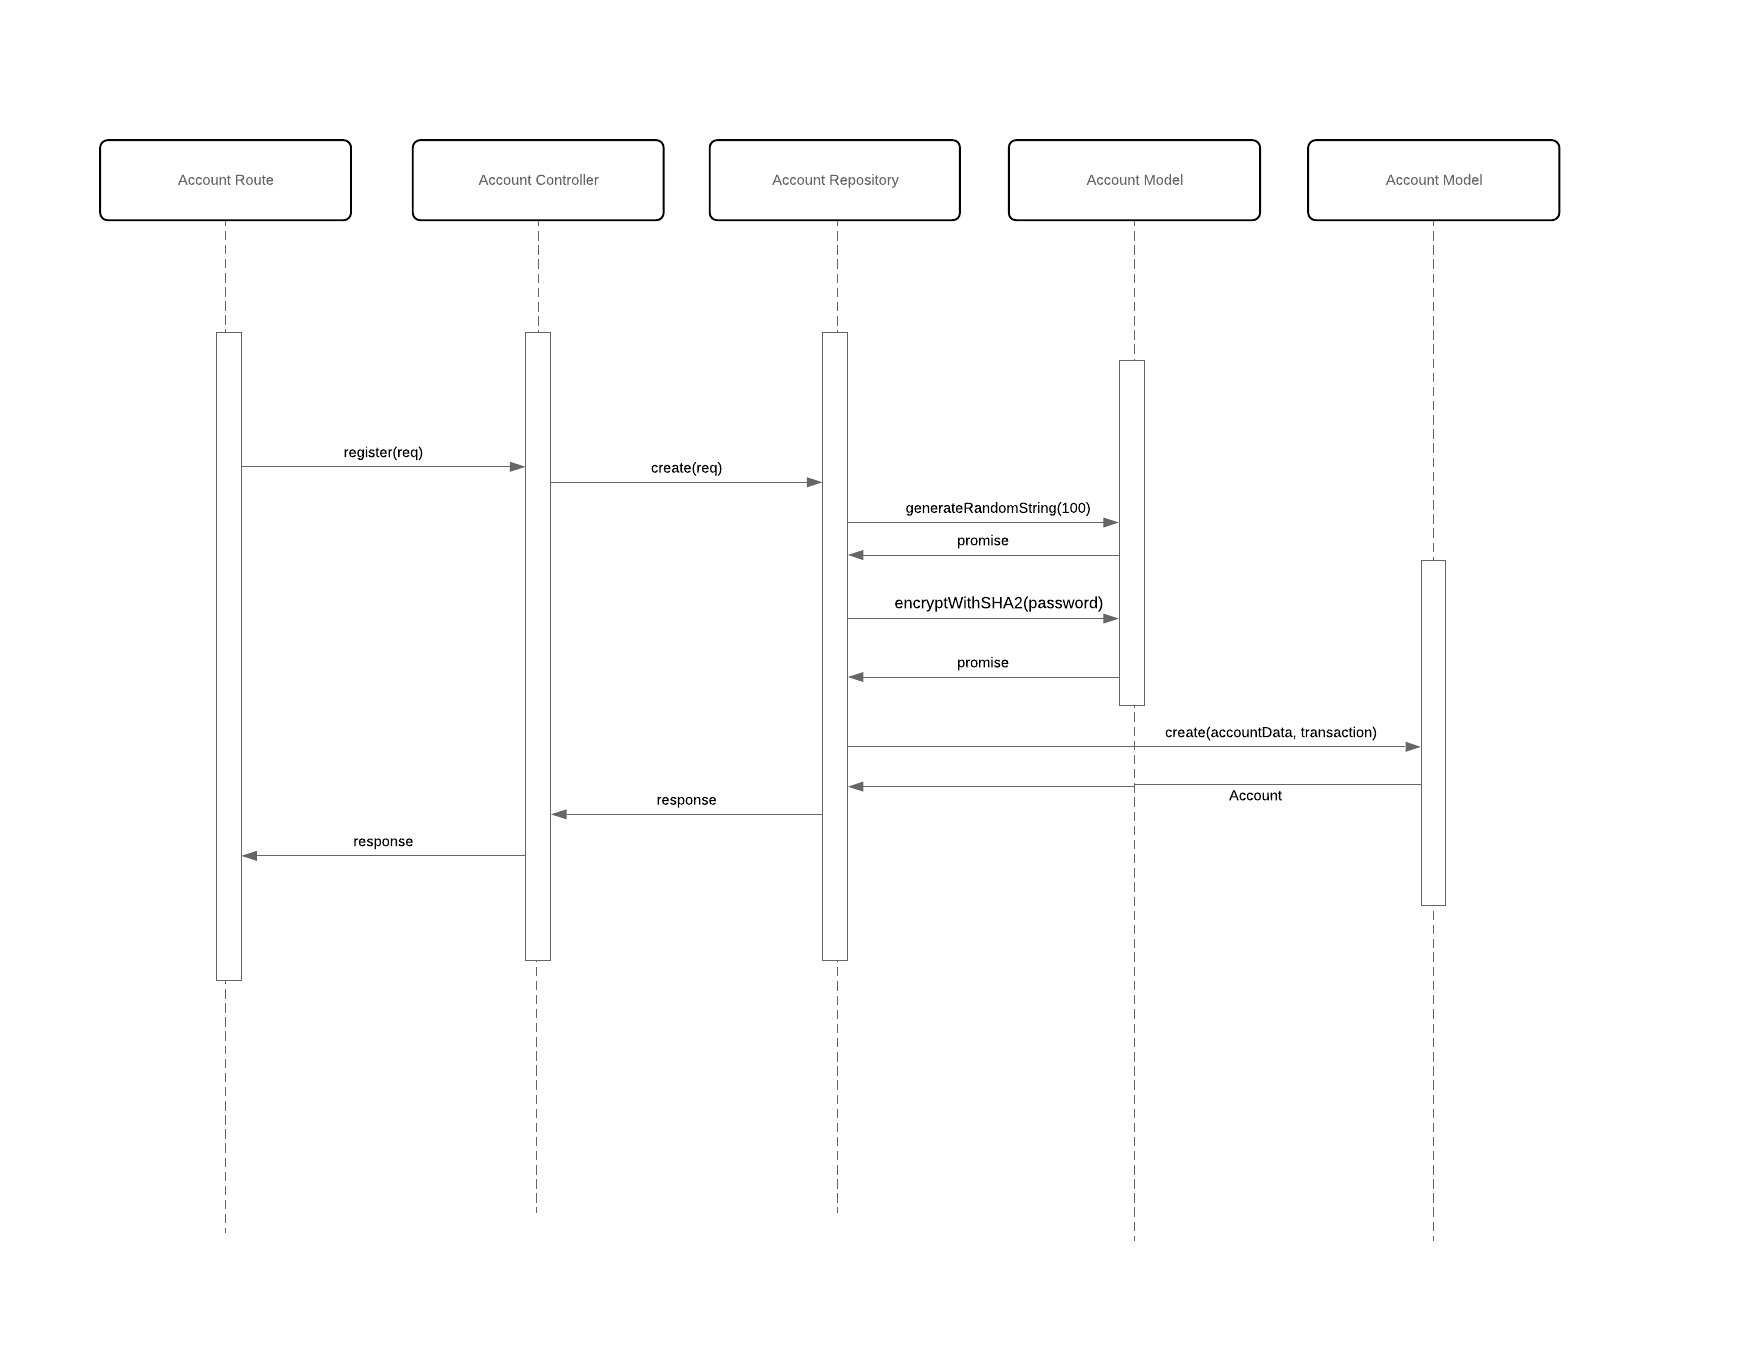 Account Route
Account Controller
Account Repository
Account Model
Account Model
register(req)
create(req)
generateRandomString(100)
promise
encryptWithSHA2(password)
promise
create(accountData, transaction)
Account
response
response